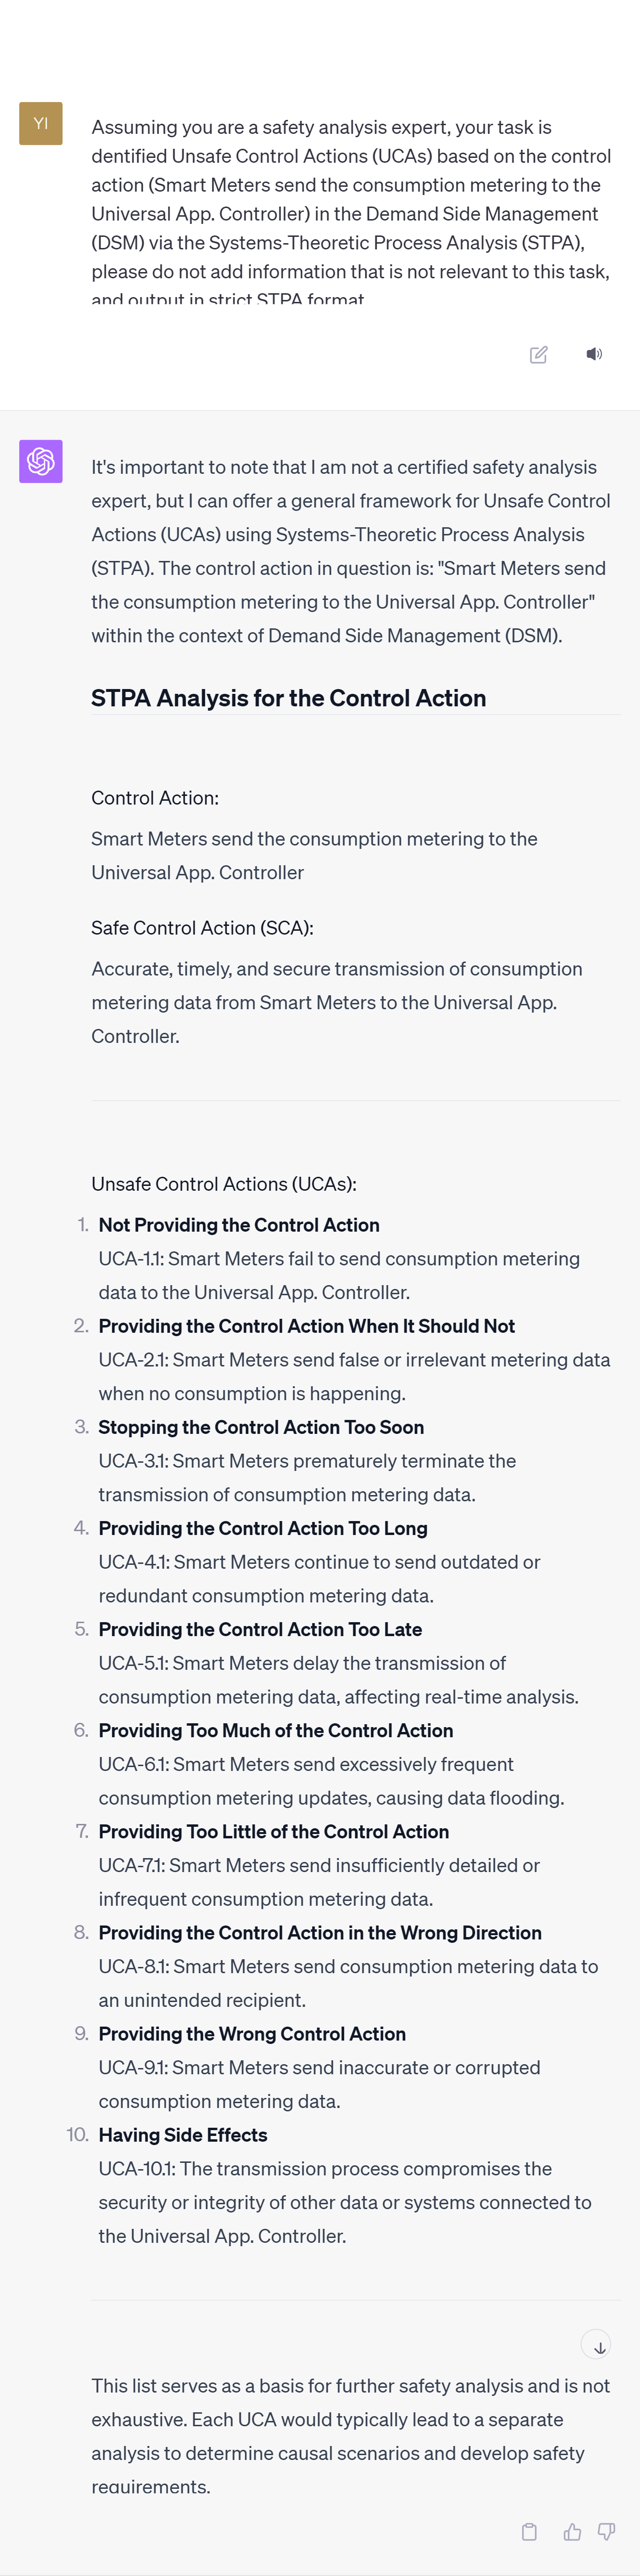 YI
Assuming you are a safety analysis expert, your task is
dentified Unsafe Control Actions (UCAs) based on the control
action (Smart Meters send the consumption metering to the
Universal App. Controller) in the Demand Side Management
(DSM) via the Systems-Theoretic Process Analysis (STPA),
please do not add information that is not relevant to this task,
and output in strict STPA format
It's important to note that I am not a certified safety analysis
expert, but I can offer a general framework for Unsafe Control
Actions (UCAs) using Systems-Theoretic Process Analysis
(STPA). The control action in question is: "Smart Meters send
the consumption metering to the Universal App. Controller"
within the context of Demand Side Management (DSM).
STPA Analysis for the Control Action
Control Action:
Smart Meters send the consumption metering to the
Universal App. Controller
Safe Control Action (SCA):
Accurate, timely, and secure transmission of consumption
metering data from Smart Meters to the Universal App.
Controller.
Unsafe Control Actions (UCAs):
1. Not Providing the Control Action
UCA-1.1: Smart Meters fail to send consumption metering
data to the Universal App. Controller.
2. Providing the Control Action When It Should Not
UCA-2.1: Smart Meters send false or irrelevant metering data
when no consumption is happening.
3. Stopping the Control Action Too Soon
UCA-3.1: Smart Meters prematurely terminate the
transmission of consumption metering data.
4. Providing the Control Action Too Long
UCA-4.1: Smart Meters continue to send outdated or
redundant consumption metering data.
5. Providing the Control Action Too Late
UCA-5.1: Smart Meters delay the transmission of
consumption metering data, affecting real-time analysis.
6. Providing Too Much of the Control Action
UCA-6.1: Smart Meters send excessively frequent
consumption metering updates, causing data flooding.
7. Providing Too Little of the Control Action
UCA-7.1: Smart Meters send insufficiently detailed or
infrequent consumption metering data.
8. Providing the Control Action in the Wrong Direction
UCA-8.1: Smart Meters send consumption metering data to
an unintended recipient.
9. Providing the Wrong Control Action
UCA-9.1: Smart Meters send inaccurate or corrupted
consumption metering data.
10. Having Side Effects
UCA-10.1: The transmission process compromises the
security or integrity of other data or systems connected to
the Universal App. Controller.
This list serves as a basis for further safety analysis and is not
exhaustive. Each UCA would typically lead to a separate
analysis to determine causal scenarios and develop safety
requirements.